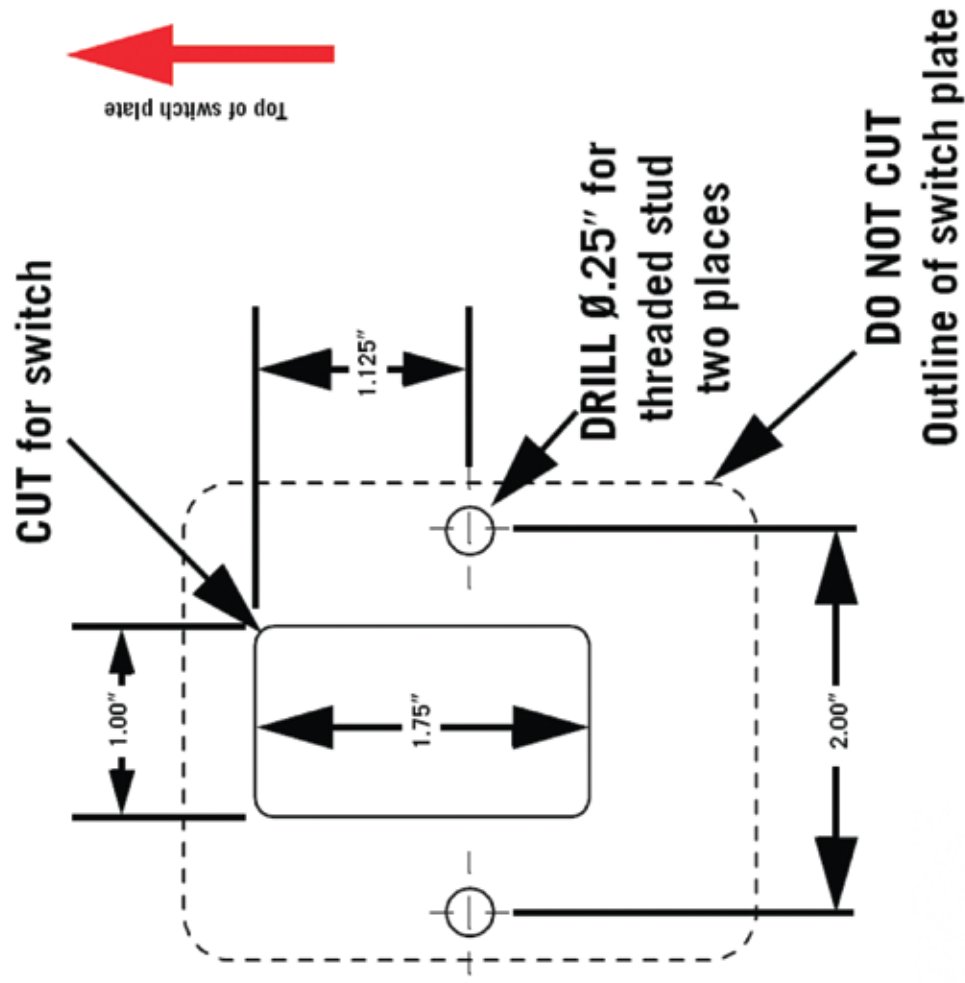 Top of switch plate
CUT for switch
1.125″
DRILL Ø.25″ for
threaded stud
two places
DO NOT CUT
Outline of switch plate
1.00″
1.75″
2.00″